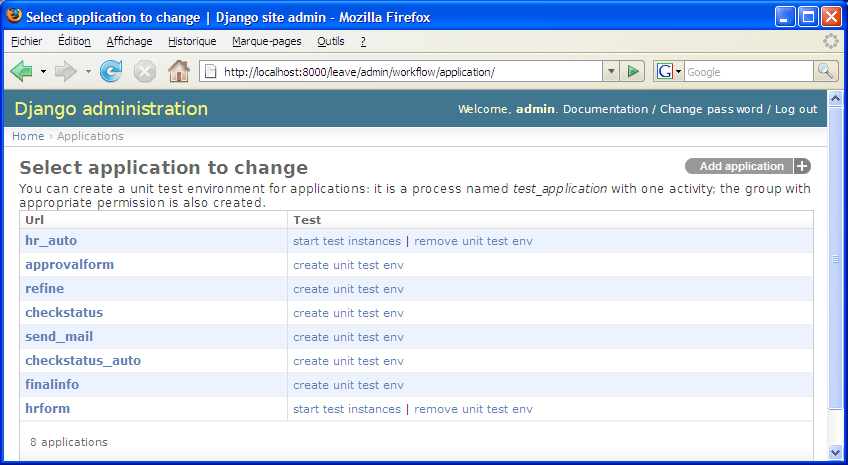 Select application to change | Django site admin - Mozilla Firefox
Fichier Édition Affichage Historique Marque-pages Outils ?
http://localhost:8000/leave/admin/workflow/application/ G Google
Django administration Welcome, admin. Documentation / Change password / Log out
Home › Applications
Select application to change Add application +
You can create a unit test environment for applications: it is a process named test_application with one activity; the group with
appropriate permission is also created.
Url Test
hr_auto start test instances | remove unit test env
approvalform create unit test env
refine create unit test env
checkstatus create unit test env
send_mail create unit test env
checkstatus_auto create unit test env
finalinfo create unit test env
hrform start test instances | remove unit test env
8 applications